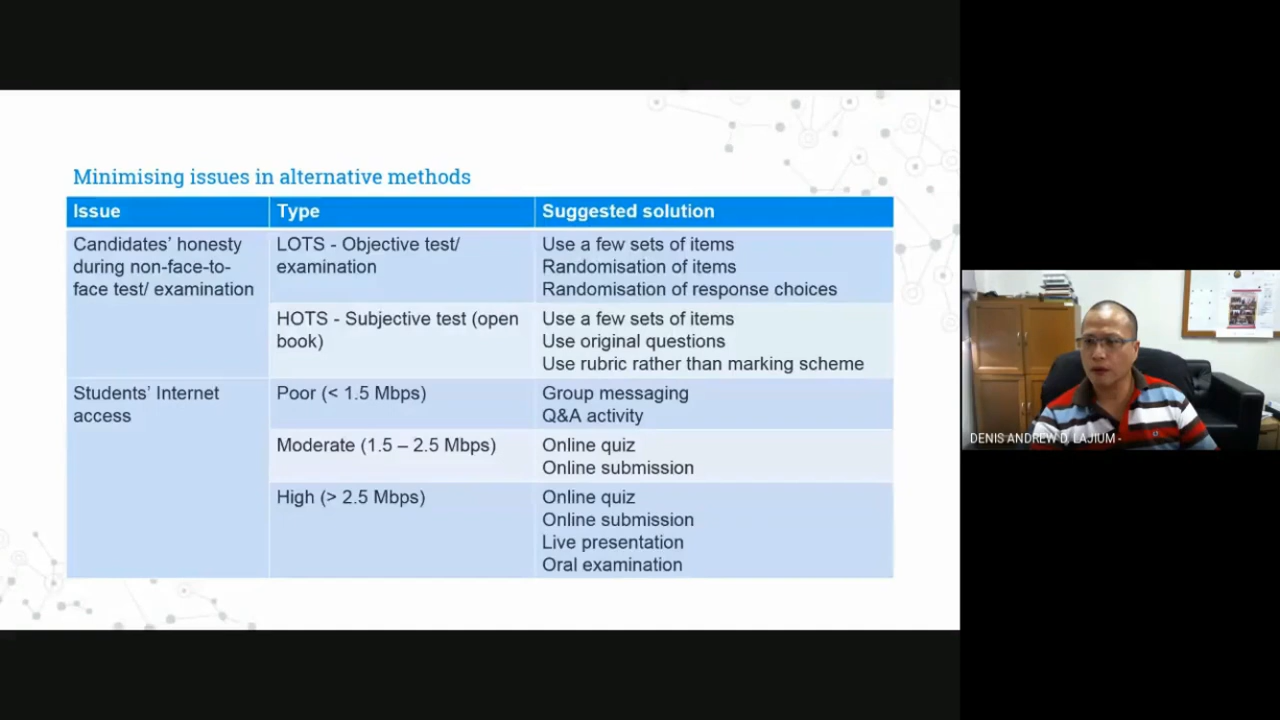 Minimising issues in alternative methods
Issue
Type
Suggested solution
Candidates’ honesty
during non-face-to-
face test/ examination
LOTS - Objective test/
examination
Use a few sets of items
Randomisation of items
Randomisation of response choices
HOTS - Subjective test (open
book)
Use a few sets of items
Use original questions
Use rubric rather than marking scheme
Students’ Internet
access
Poor (< 1.5 Mbps)
Group messaging
Q&A activity
Moderate (1.5 – 2.5 Mbps)
Online quiz
Online submission
High (> 2.5 Mbps)
Online quiz
Online submission
Live presentation
Oral examination
DENIS ANDREW D. LAJIUM -